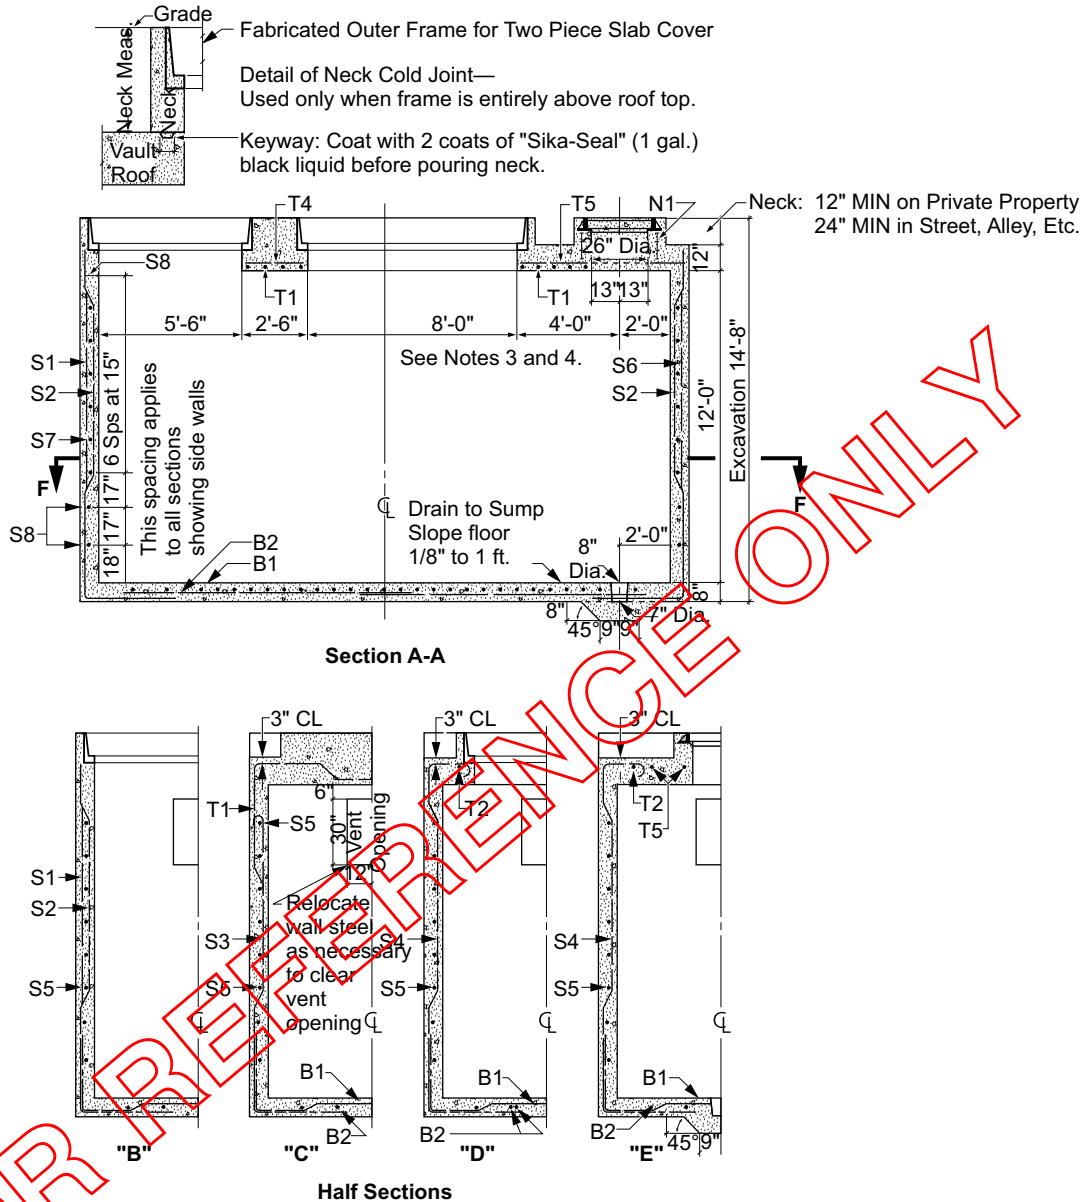 Grade
Fabricated Outer Frame for Two Piece Slab Cover
Neck Meas.
Neck
Detail of Neck Cold Joint—
Used only when frame is entirely above roof top.
Keyway: Coat with 2 coats of "Sika-Seal" (1 gal.)
black liquid before pouring neck.
Vault
Roof
T4
T5
N1
Neck: 12" MIN on Private Property
24" MIN in Street, Alley, Etc.
26" Dia.
12"
S8
T1
T1
13"
13"
5'-6"
2'-6"
8'-0"
4'-0"
2'-0"
See Notes 3 and 4.
S1
S2
S7
F
S8
6 Sps at 15"
17"
17"
18"
This spacing applies
to all sections
showing side walls
S6
S2
12'-0"
Excavation 14'-8"
F
℄
Drain to Sump
Slope floor
1/8" to 1 ft.
B2
B1
8"
Dia.
2'-0"
8"
8"
7" Dia.
45°
9"
9"
Section A-A
3" CL
3" CL
3" CL
T1
S5
6"
30"
12"
Vent
Opening
T2
T2
T5
S1
S2
S5
Relocate
wall steel
as necessary
to clear
vent
opening
S3
S5
S4
S5
S4
S5
℄
℄
℄
B1
B2
B1
B2
B1
B2
45°
9"
"B"
"C"
"D"
"E"
Half Sections
R REFERENCE ONLY